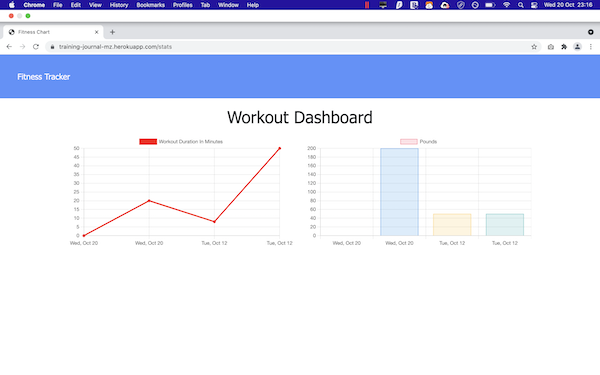 Chrome File Edit View History Bookmarks Profiles Tab Window Help Wed 20 Oct 23:16
Fitness Chart
training-journal-mz.herokuapp.com/stats
Fitness Tracker
Workout Dashboard
Workout Duration In Minutes
50
45
40
35
30
25
20
15
10
5
0
Wed, Oct 20 Wed, Oct 20 Tue, Oct 12 Tue, Oct 12
Pounds
200
180
160
140
120
100
80
60
40
20
0
Wed, Oct 20 Wed, Oct 20 Tue, Oct 12 Tue, Oct 12